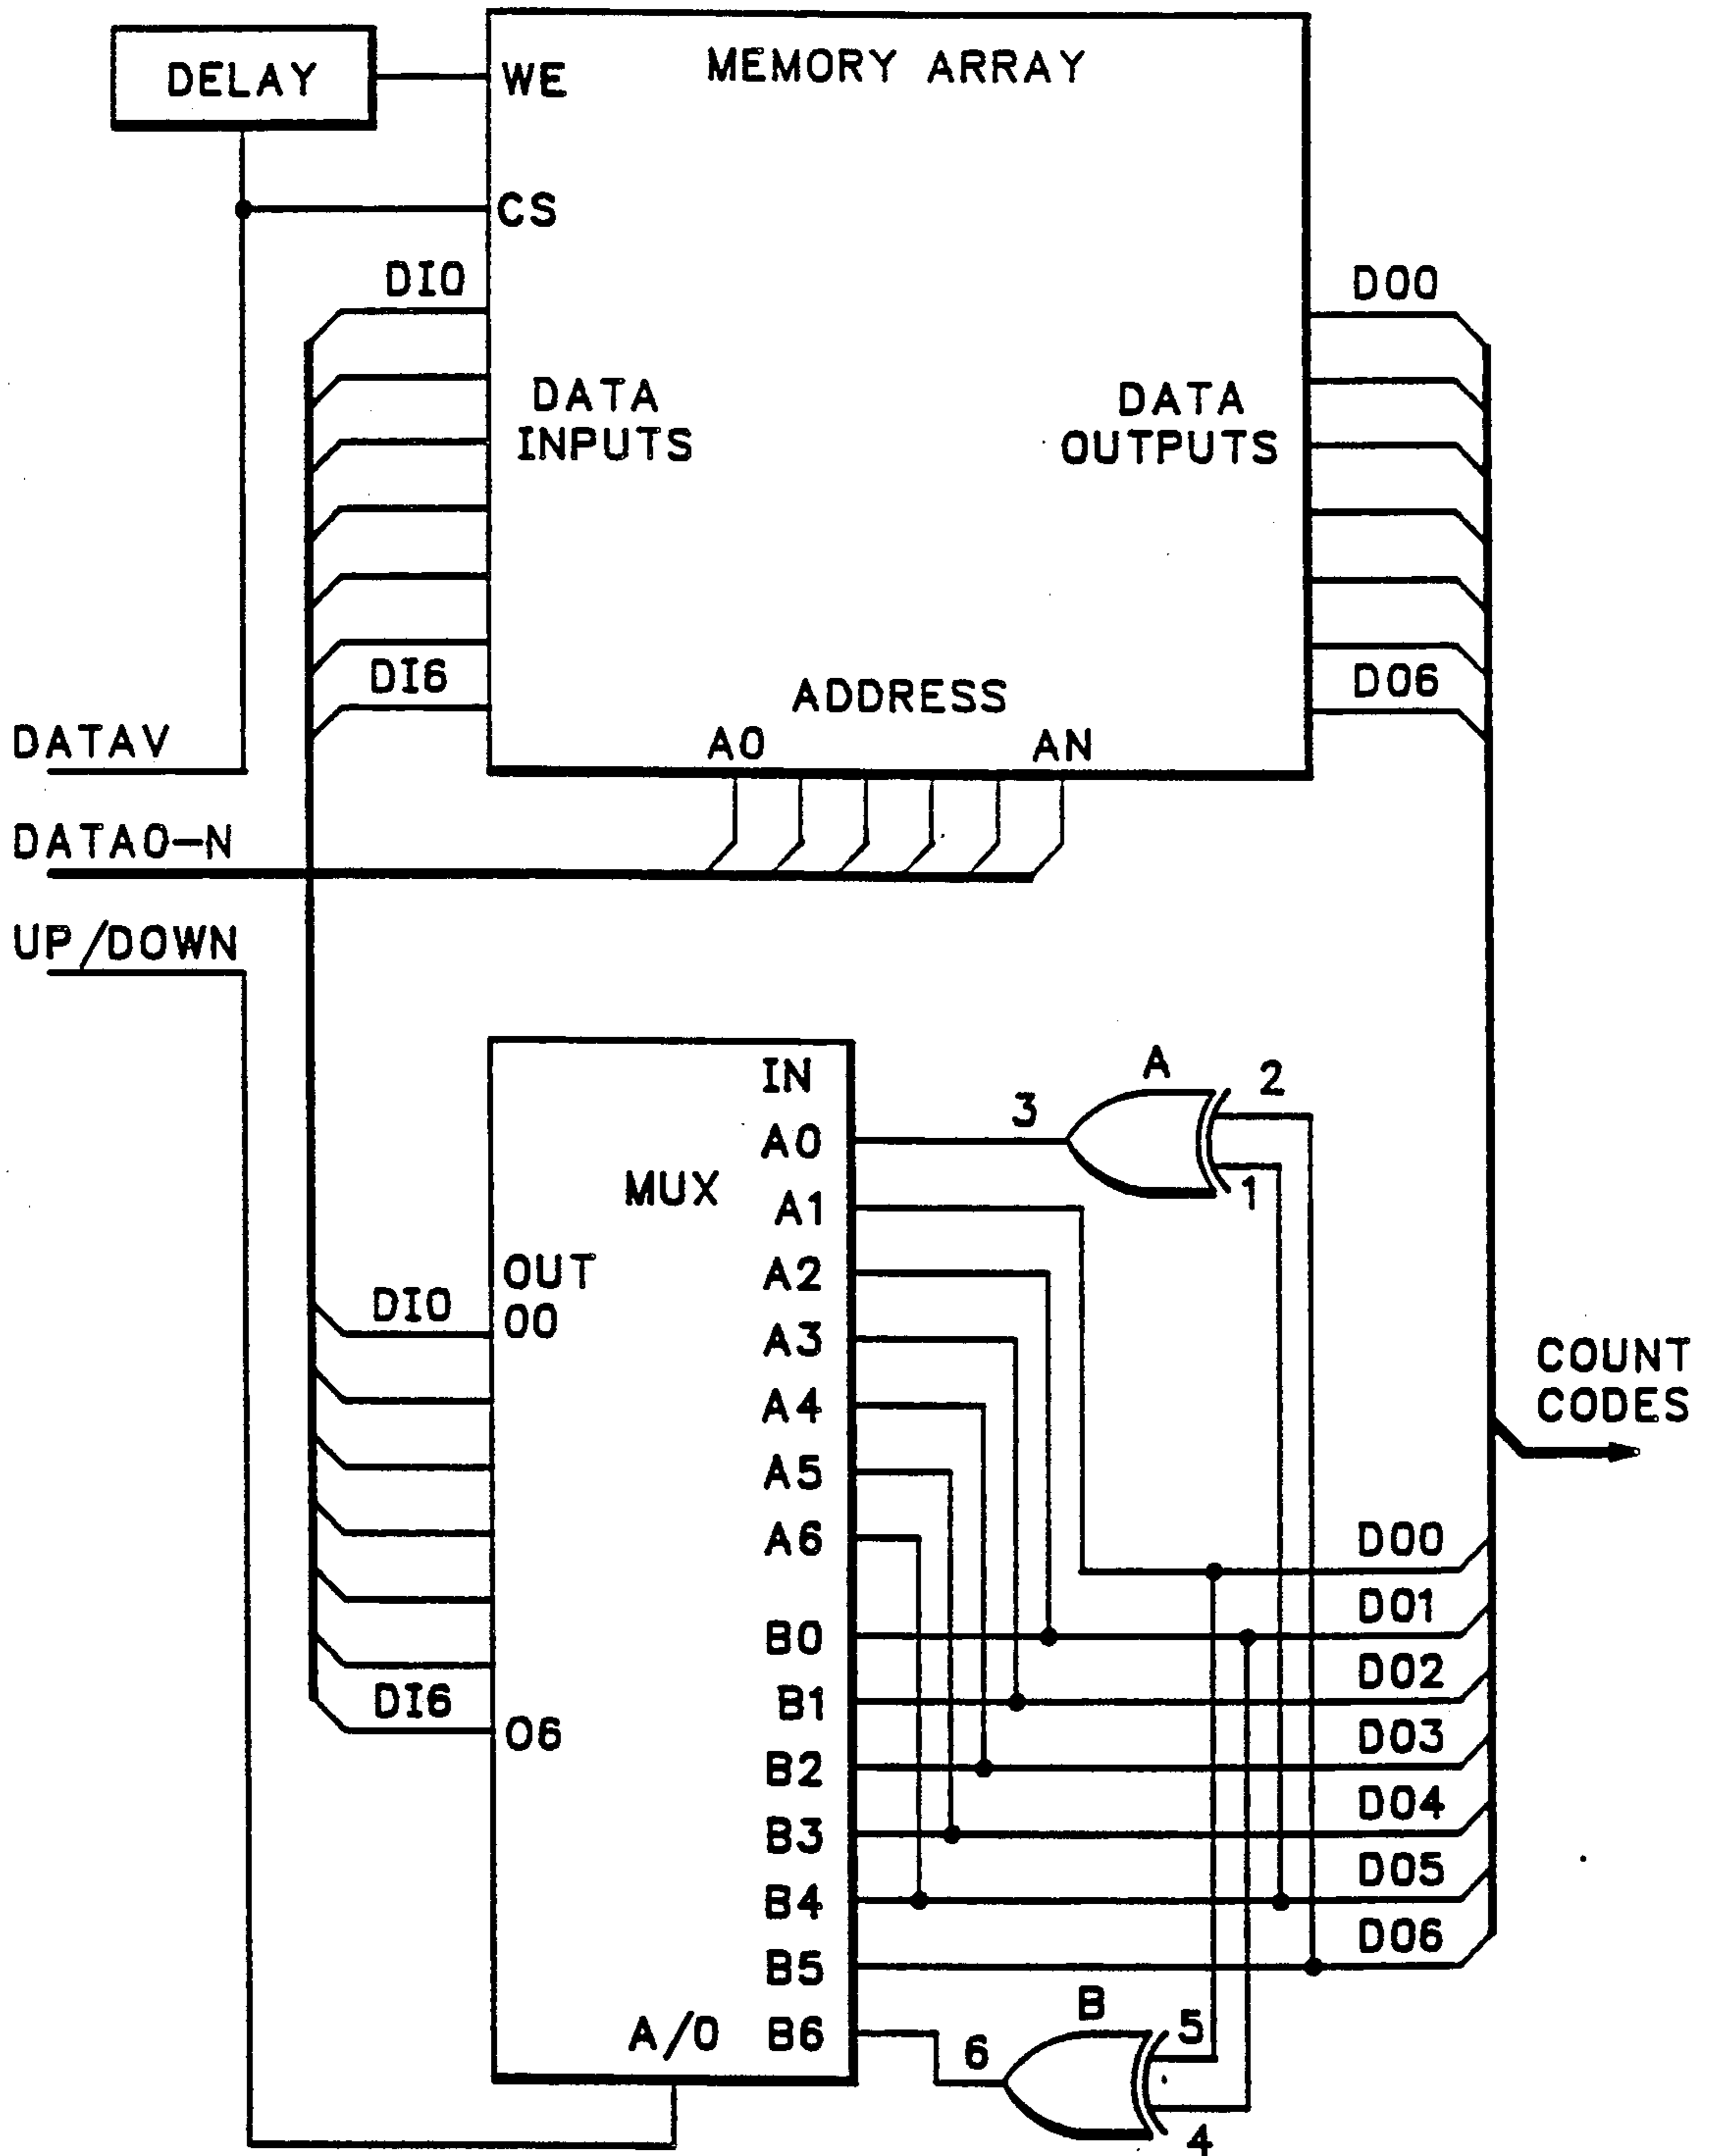 DELAY
WE
MEMORY ARRAY
CS
DI0
DO0
DATA
INPUTS
DATA
OUTPUTS
DI6
DO6
ADDRESS
A0
AN
DATAV
DATA0-N
UP/DOWN
IN
A
2
3
A0
1
MUX
A1
OUT
O0
A2
DI0
A3
COUNT
CODES
A4
A5
A6
DO0
DO1
B0
DO2
DI6
B1
O6
DO3
B2
DO4
B3
DO5
B4
DO6
B5
B
5
A/0
B6
6
4